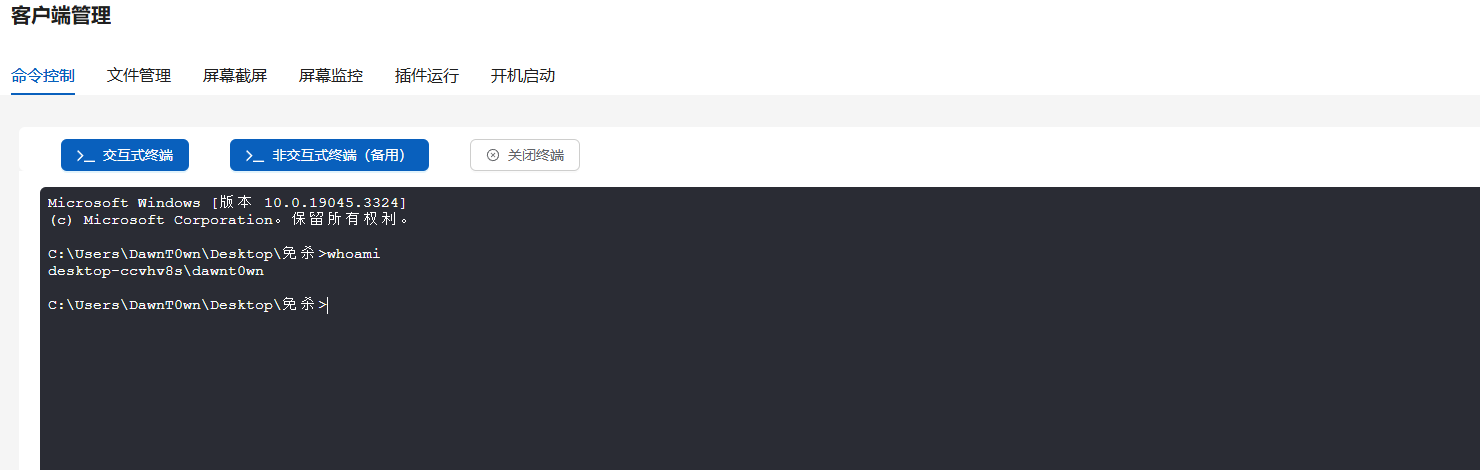 客户端管理
命令控制 文件管理 屏幕截屏 屏幕监控 插件运行 开机启动
>_ 交互式终端 >_ 非交互式终端（备用） 关闭终端
Microsoft Windows [版本 10.0.19045.3324]
(c) Microsoft Corporation。保留所有权利。
C:\Users\DawnT0wn\Desktop\免杀>whoami
desktop-ccvhv8s\dawnt0wn
C:\Users\DawnT0wn\Desktop\免杀>